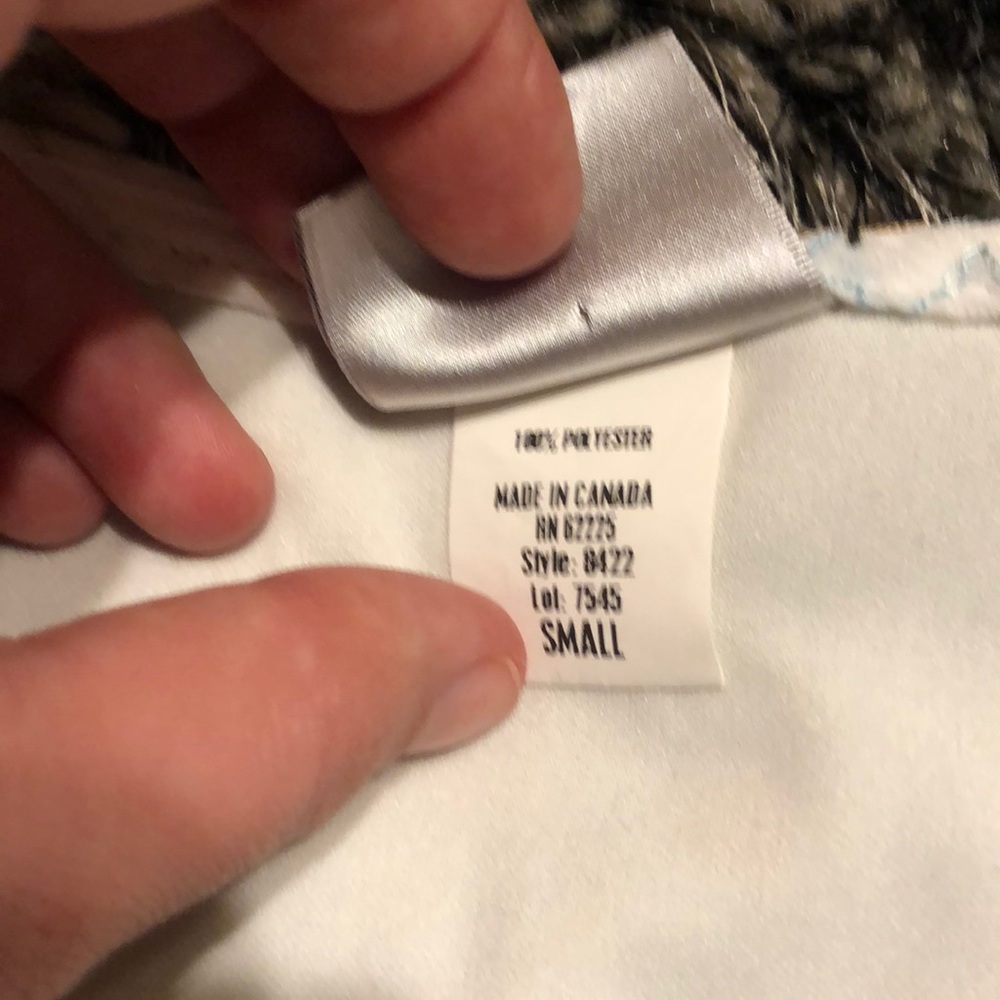 100% POLYESTER
MADE IN CANADA
RN 62225
Style: 8422
Lot: 7545
SMALL